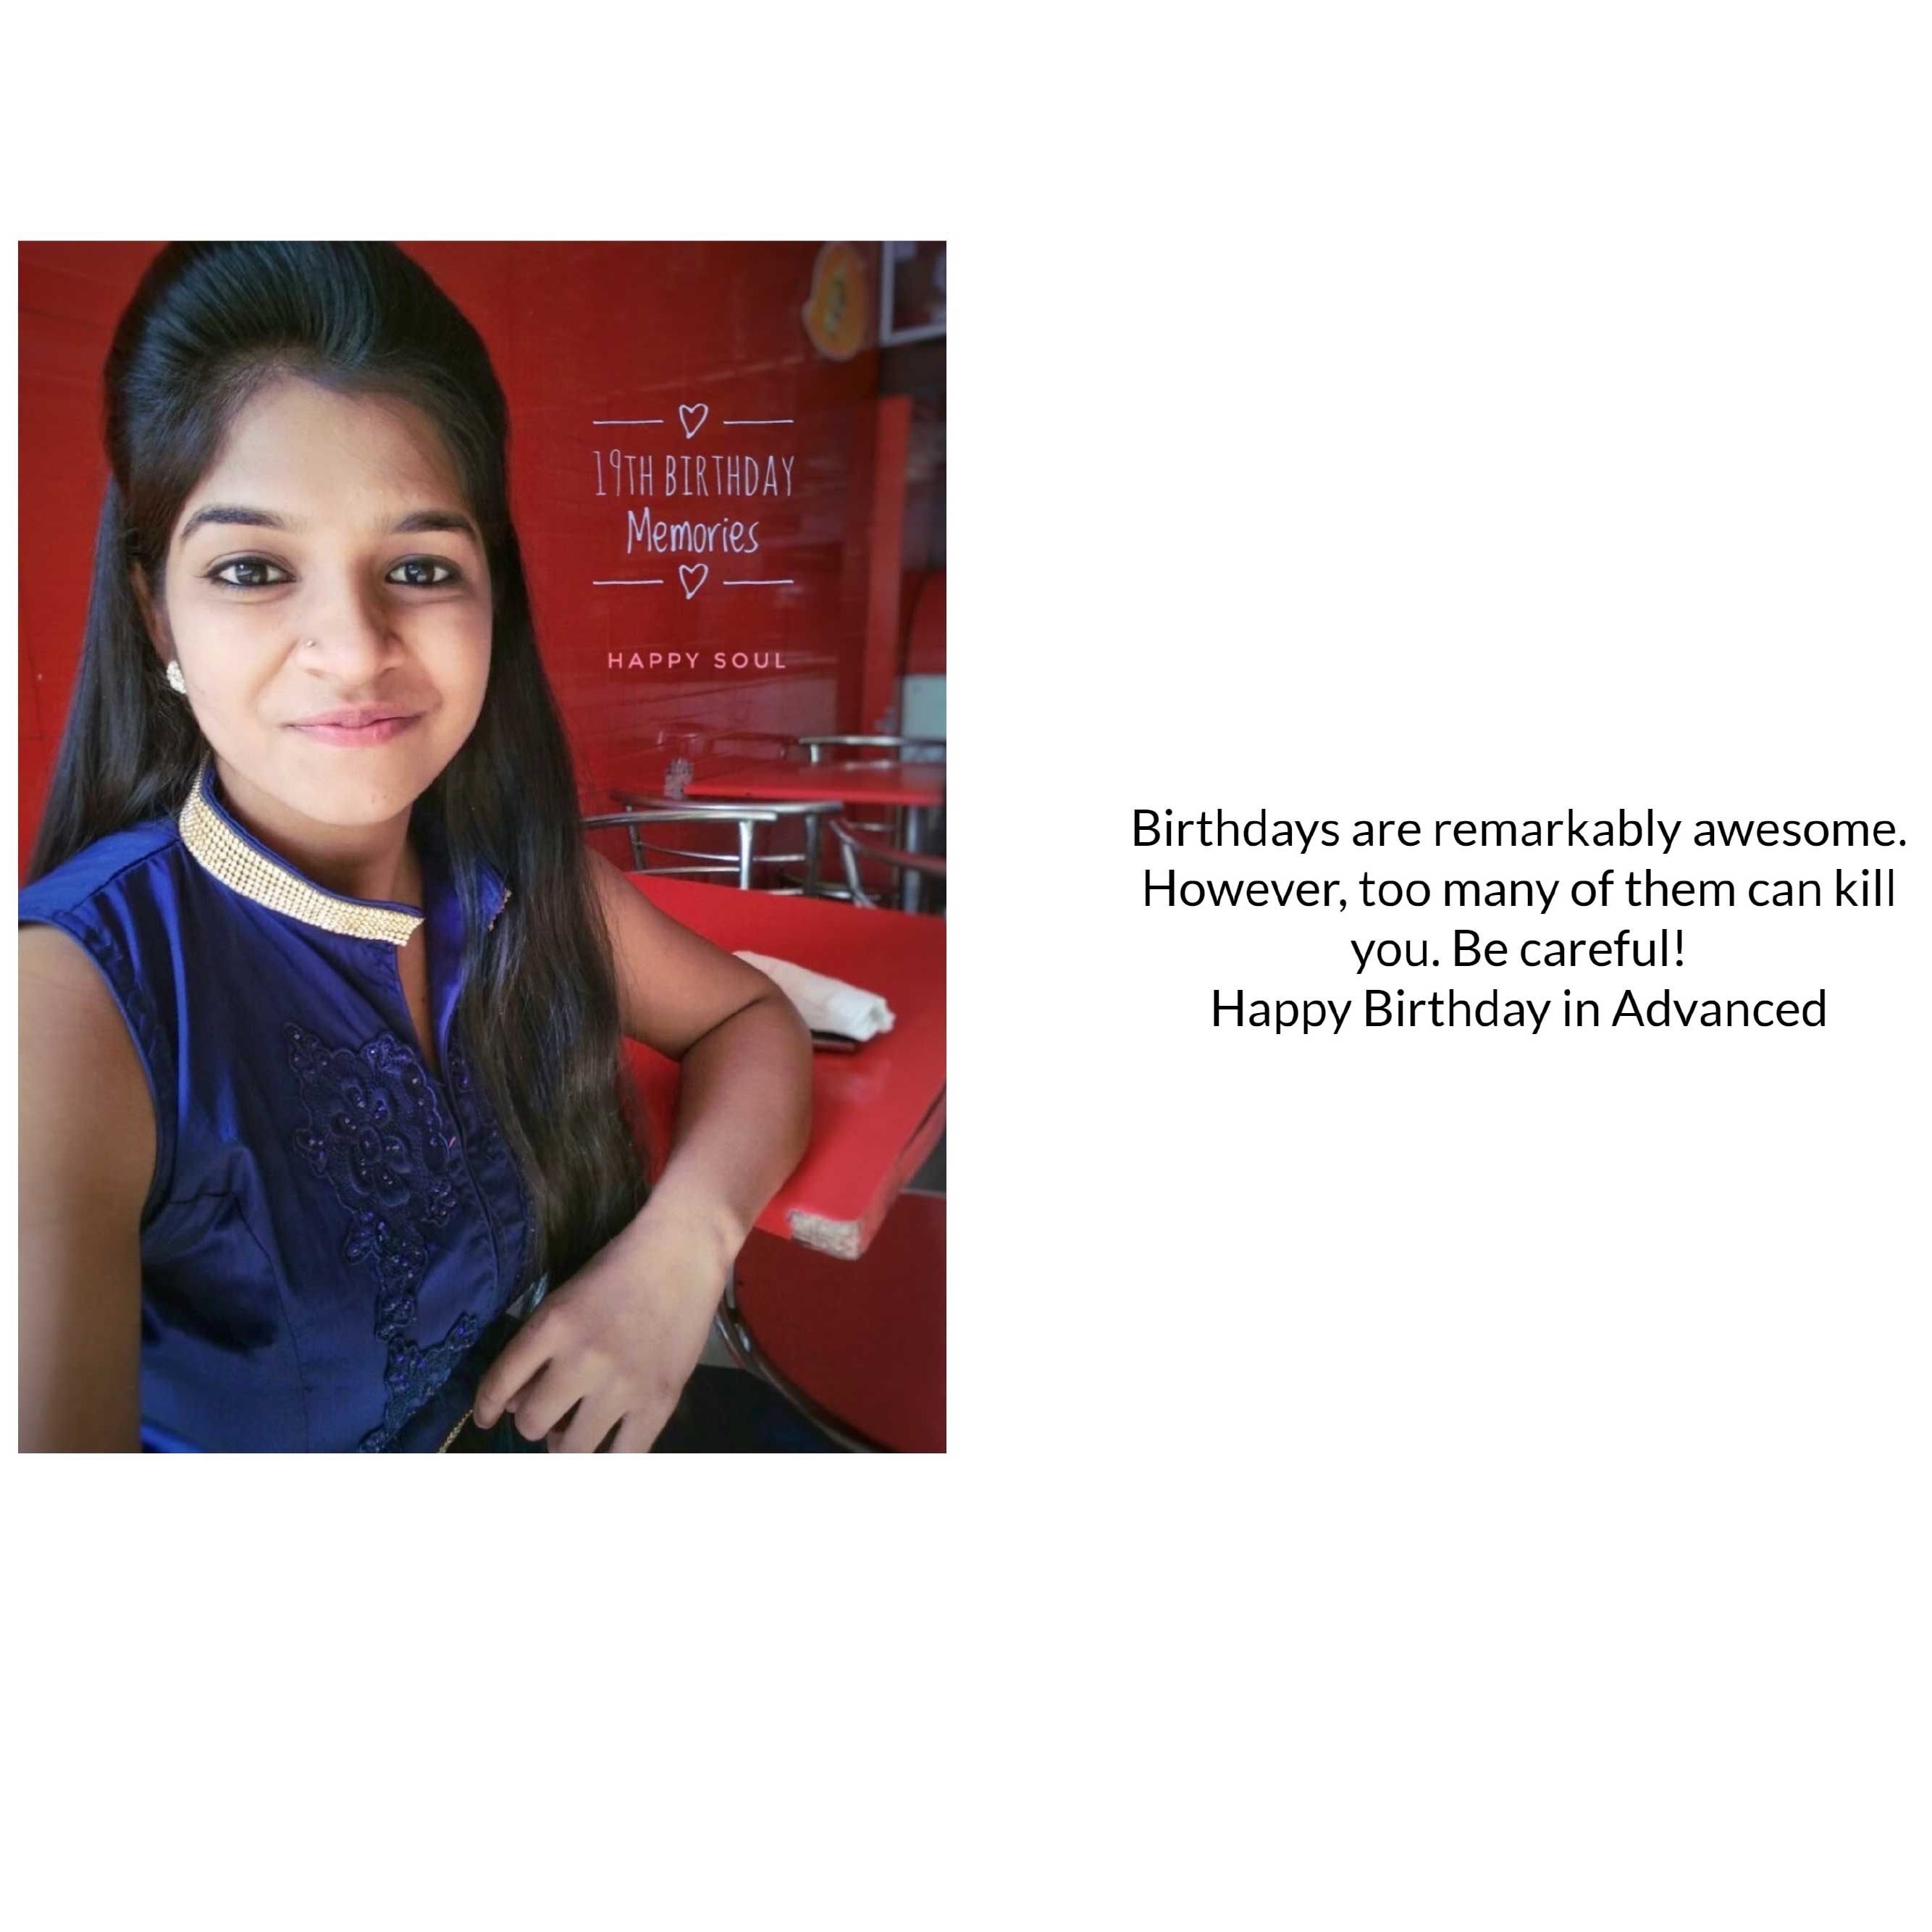 19TH BIRTHDAY
Memories
HAPPY SOUL
Birthdays are remarkably awesome.
However, too many of them can kill
you. Be careful!
Happy Birthday in Advanced